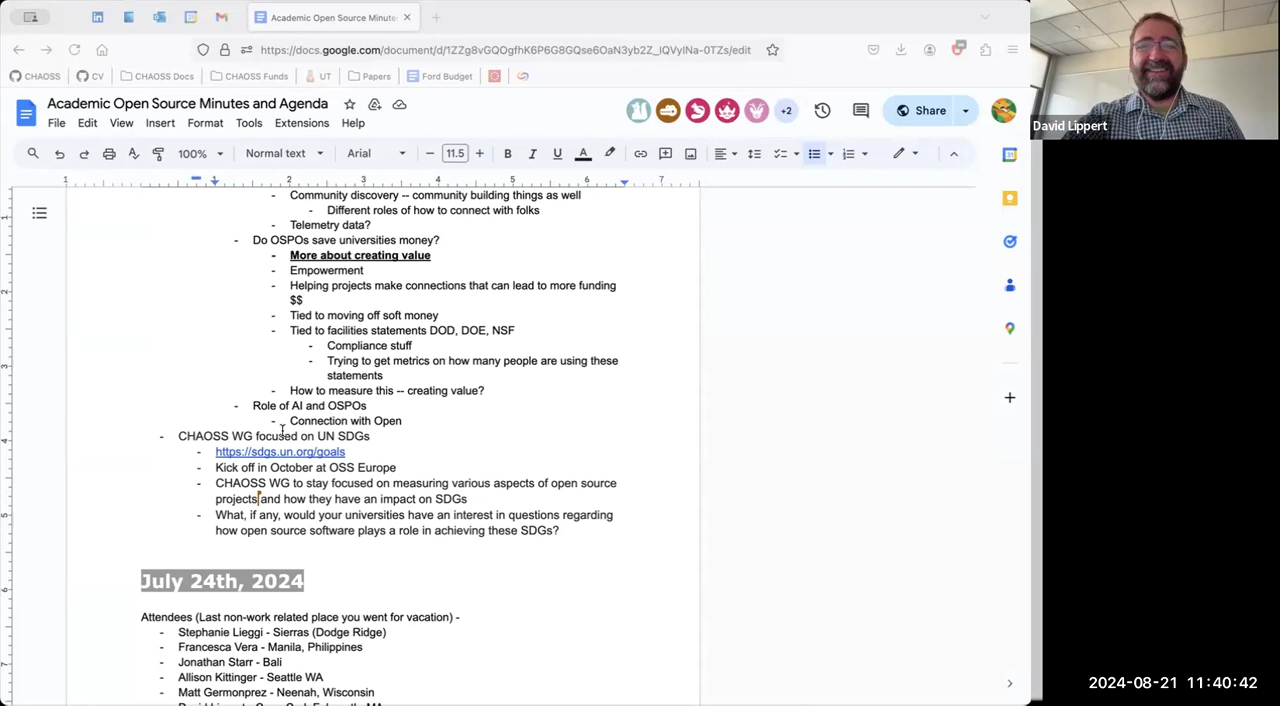 Academic Open Source Minute
https://docs.google.com/document/d/1ZZg8vGQOgfhK6P6G8GQse6OaN3yb2Z_IQVyINa-0TZs/edit
CHAOSS
CV
CHAOSS Docs
CHAOSS Funds
UT
Papers
Ford Budget
Academic Open Source Minutes and Agenda
+2
Share
File Edit View Insert Format Tools Extensions Help
100% Normal text Arial 11.5
1 1 2 3 4 5 6 7
- Community discovery -- community building things as well
- Different roles of how to connect with folks
- Telemetry data?
- Do OSPOs save universities money?
- More about creating value
- Empowerment
- Helping projects make connections that can lead to more funding
$$
- Tied to moving off soft money
- Tied to facilities statements DOD, DOE, NSF
- Compliance stuff
- Trying to get metrics on how many people are using these
statements
- How to measure this -- creating value?
- Role of AI and OSPOs
- Connection with Open
- CHAOSS WG focused on UN SDGs
- https://sdgs.un.org/goals
- Kick off in October at OSS Europe
- CHAOSS WG to stay focused on measuring various aspects of open source
projects and how they have an impact on SDGs
- What, if any, would your universities have an interest in questions regarding
how open source software plays a role in achieving these SDGs?
July 24th, 2024
Attendees (Last non-work related place you went for vacation) -
- Stephanie Lieggi - Sierras (Dodge Ridge)
- Francesca Vera - Manila, Philippines
- Jonathan Starr - Bali
- Allison Kittinger - Seattle WA
- Matt Germonprez - Neenah, Wisconsin
David Lippert
2024-08-21 11:40:42